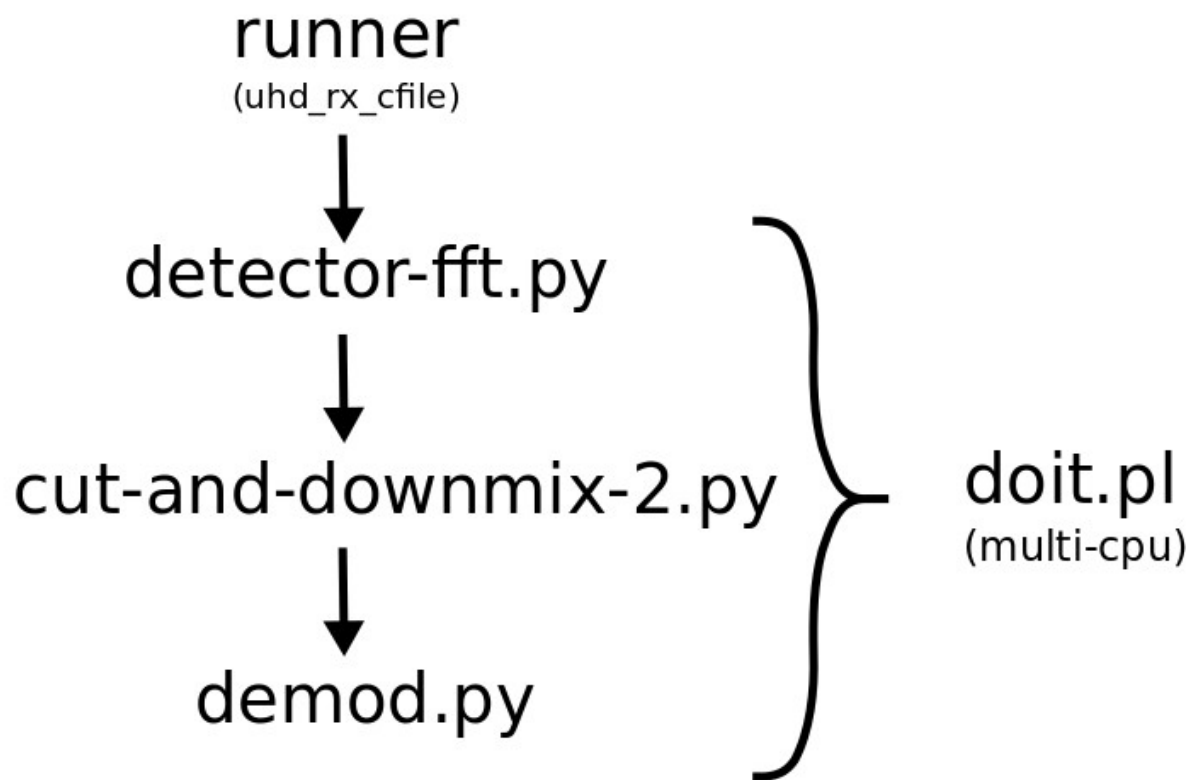 runner
(uhd_rx_cfile)
detector-fft.py
cut-and-downmix-2.py
demod.py
doit.pl
(multi-cpu)